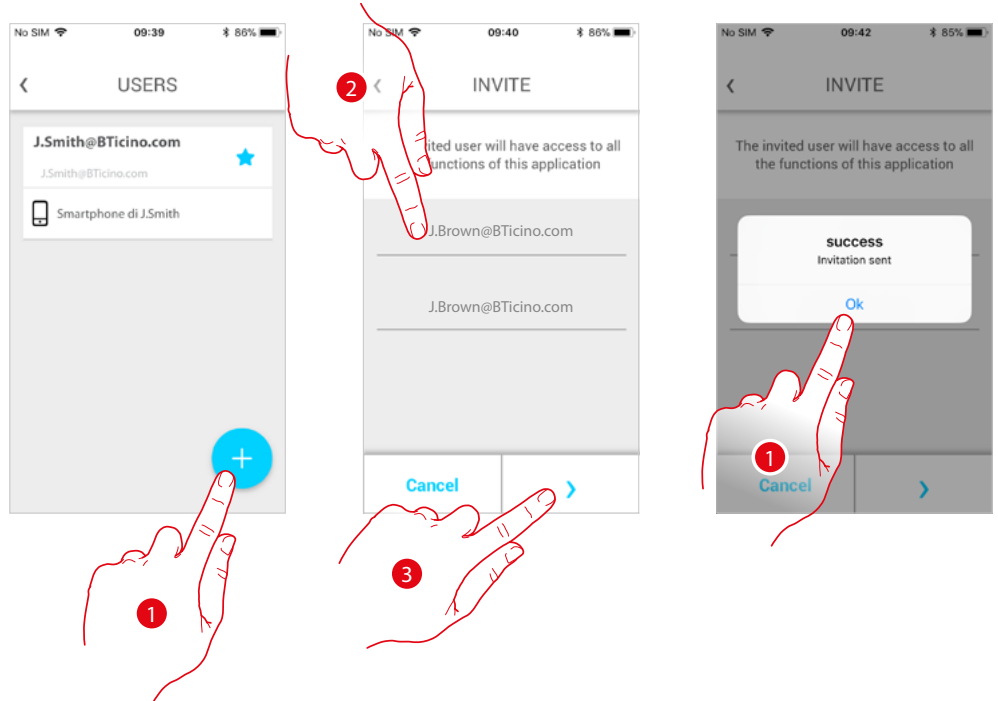 No SIM 09:39 86%
USERS
J.Smith@BTicino.com
J.Smith@BTicino.com
Smartphone di J.Smith
+
1
No SIM 09:40 86%
2
INVITE
ited user will have access to all
unctions of this application
J.Brown@BTicino.com
J.Brown@BTicino.com
Cancel
3
No SIM 09:42 85%
INVITE
The invited user will have access to all
the functions of this application
success
Invitation sent
Ok
1
Cancel